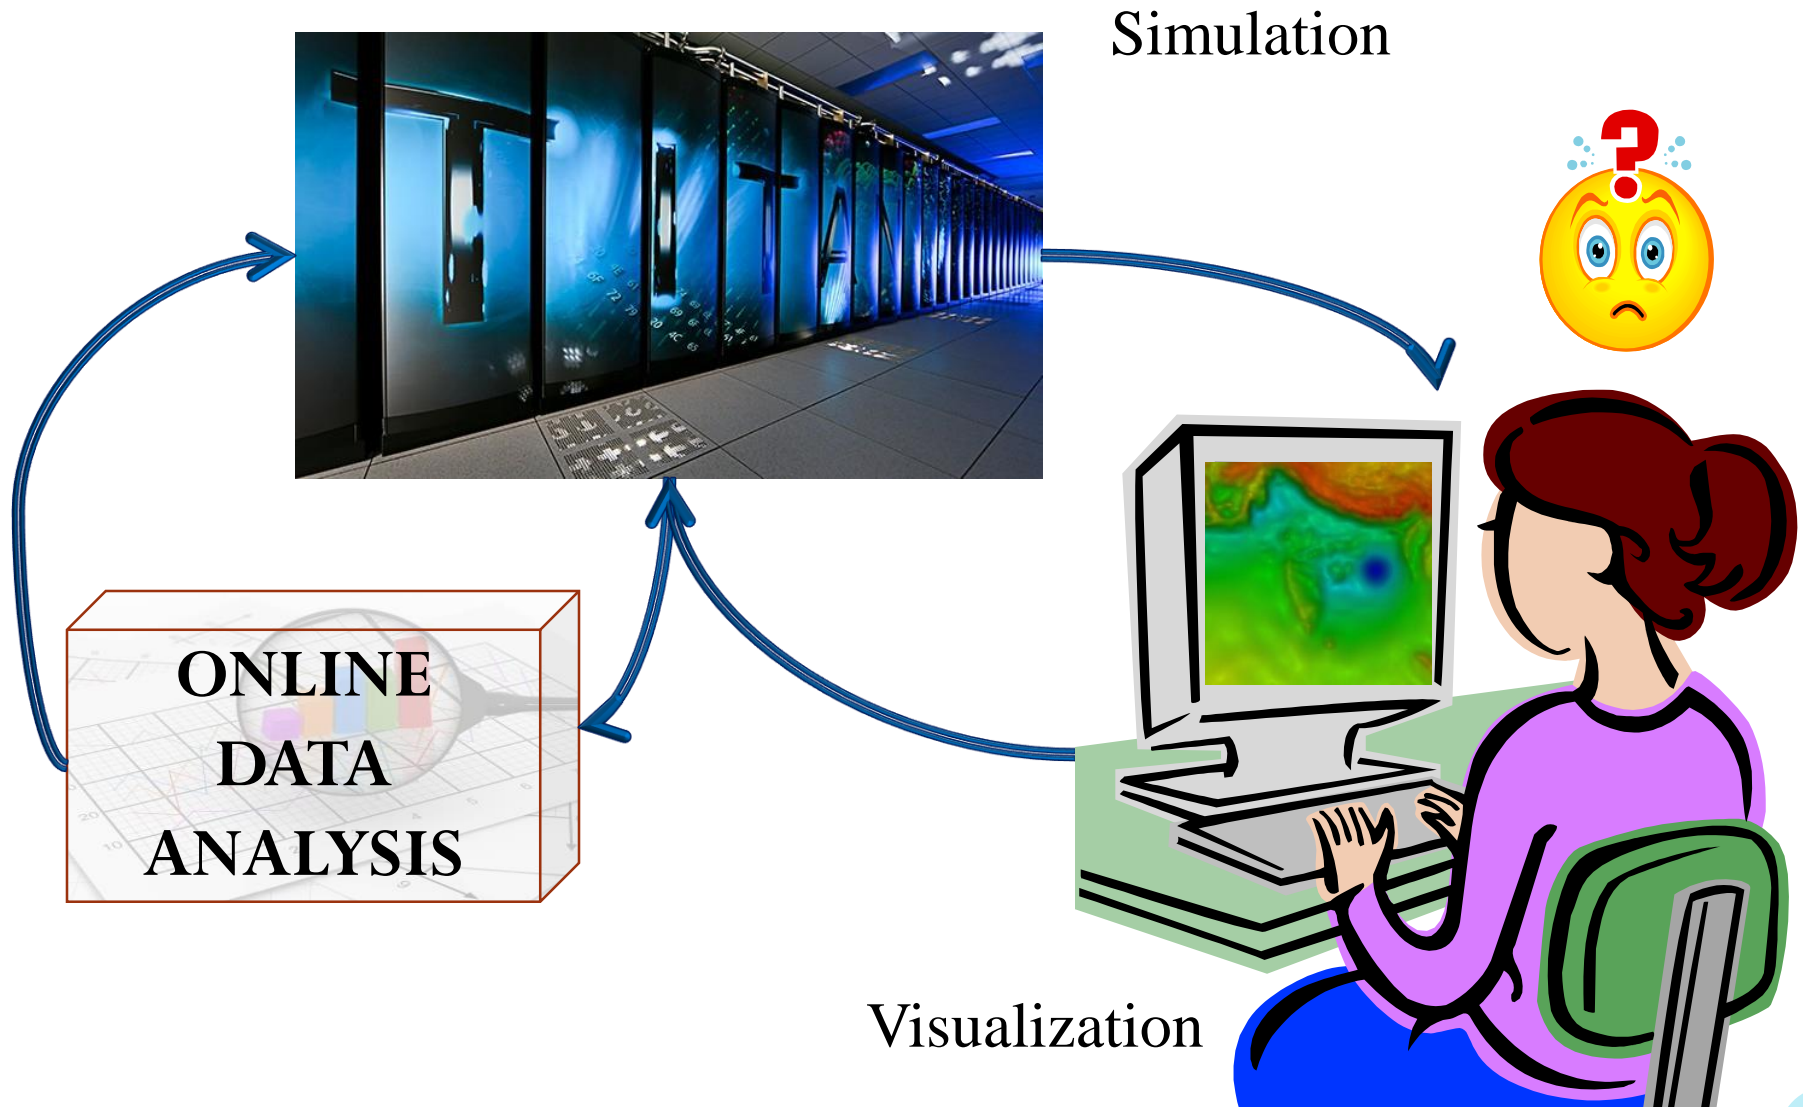 Simulation
TITAN
?
ONLINE
DATA
ANALYSIS
Visualization